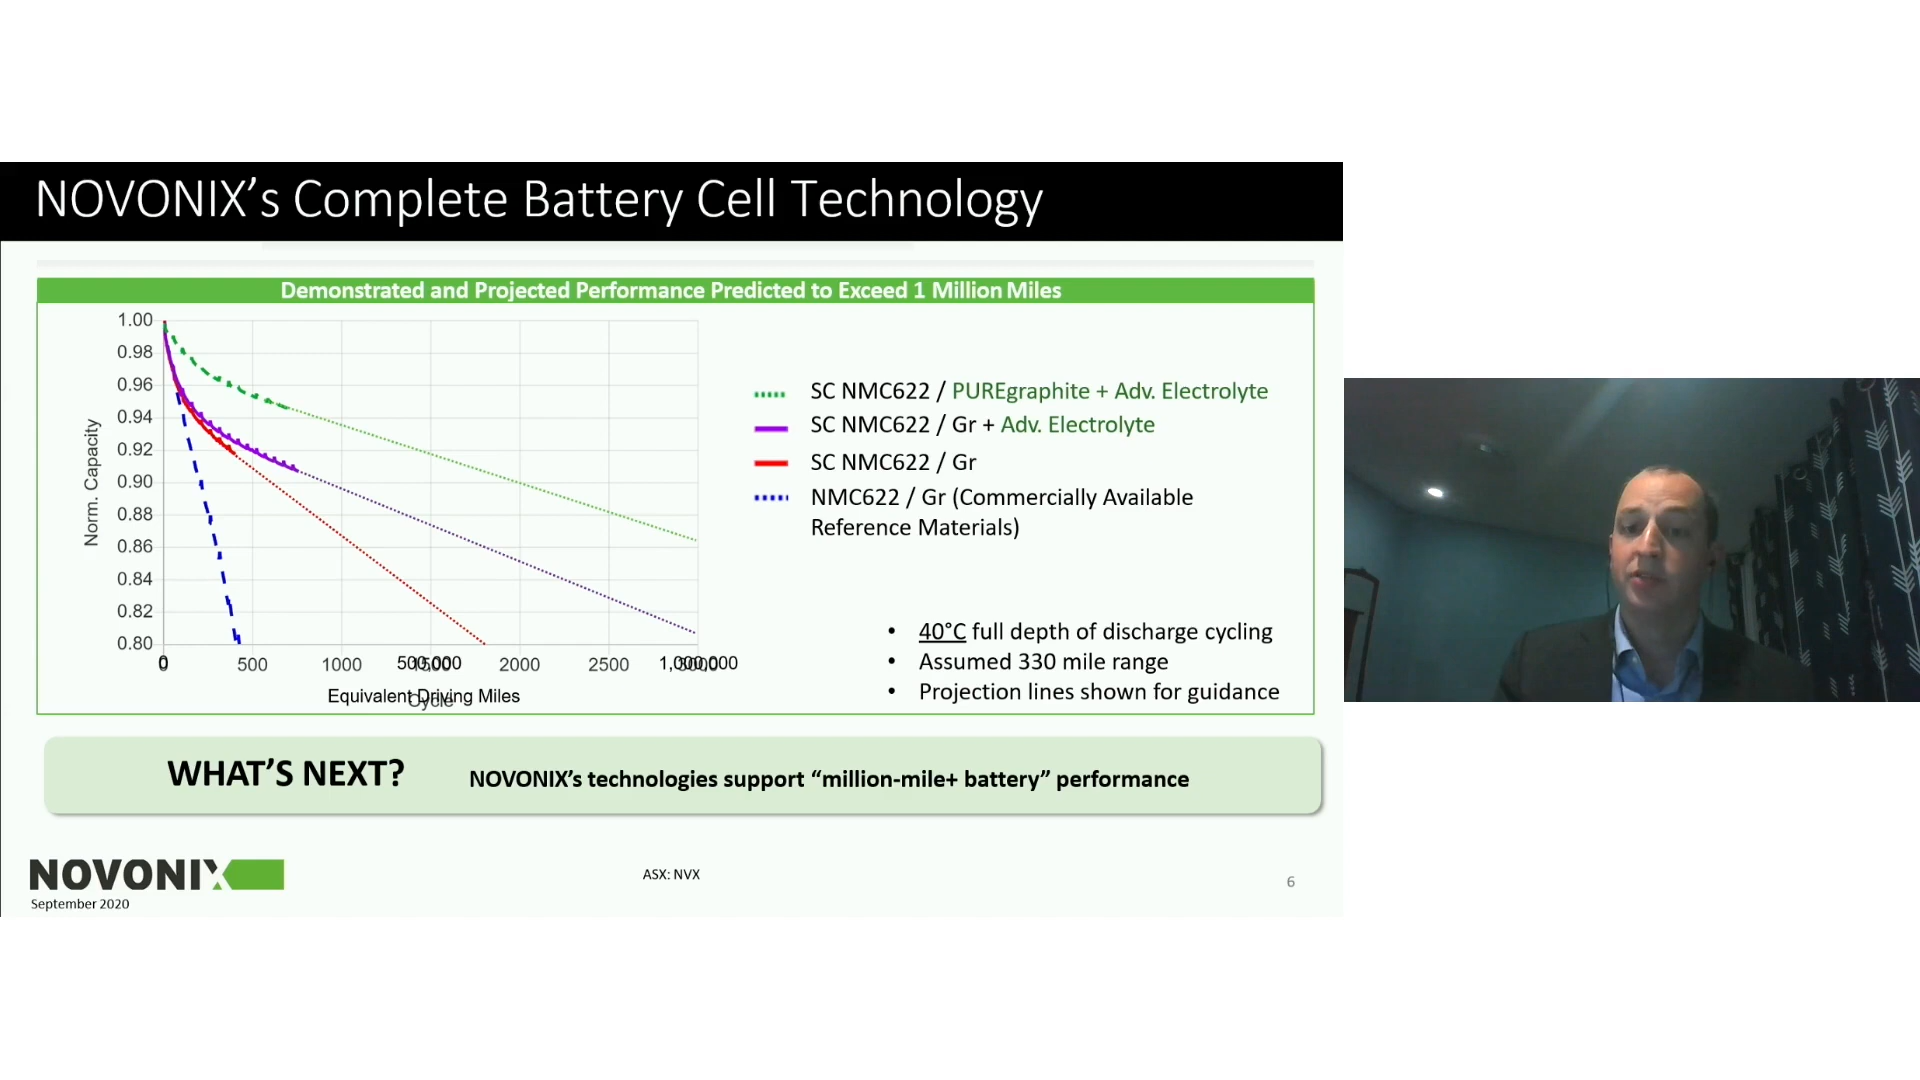 NOVONIX’s Complete Battery Cell Technology
Demonstrated and Projected Performance Predicted to Exceed 1 Million Miles
1.00
0.98
0.96
0.94
0.92
0.90
0.88
0.86
0.84
0.82
0.80
Norm. Capacity
0 500 1000 1500 2000 2500 3000
0 500,000 1,000,000
Equivalent Driving Miles
Cycle
SC NMC622 / PUREgraphite + Adv. Electrolyte
SC NMC622 / Gr + Adv. Electrolyte
SC NMC622 / Gr
NMC622 / Gr (Commercially Available
Reference Materials)
• 40°C full depth of discharge cycling
• Assumed 330 mile range
• Projection lines shown for guidance
WHAT’S NEXT? NOVONIX’s technologies support “million-mile+ battery” performance
NOVONIX
September 2020
ASX: NVX
6